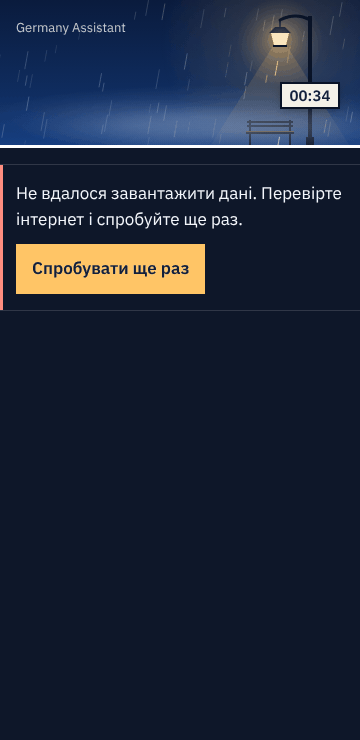 Germany Assistant
00:34
Не вдалося завантажити дані. Перевірте
інтернет і спробуйте ще раз.
Спробувати ще раз